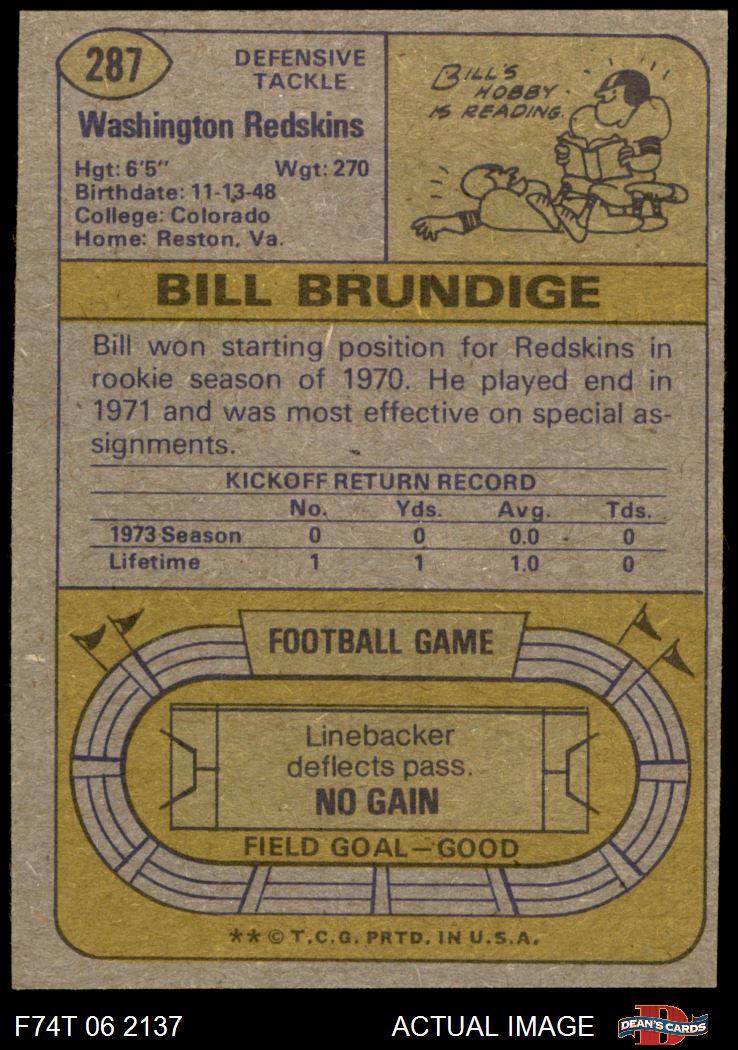 287
DEFENSIVE
TACKLE
Washington Redskins
Hgt: 6'5" Wgt: 270
Birthdate: 11-13-48
College: Colorado
Home: Reston, Va.
BILL'S
HOBBY
IS READING.
BILL BRUNDIGE
Bill won starting position for Redskins in
rookie season of 1970. He played end in
1971 and was most effective on special as-
signments.
KICKOFF RETURN RECORD
No. Yds. Avg. Tds.
1973 Season 0 0 0.0 0
Lifetime 1 1 1.0 0
FOOTBALL GAME
Linebacker
deflects pass.
NO GAIN
FIELD GOAL—GOOD
** © T.C.G. PRTD. IN U.S.A.
F74T 06 2137 ACTUAL IMAGE
D
DEAN'S CARDS